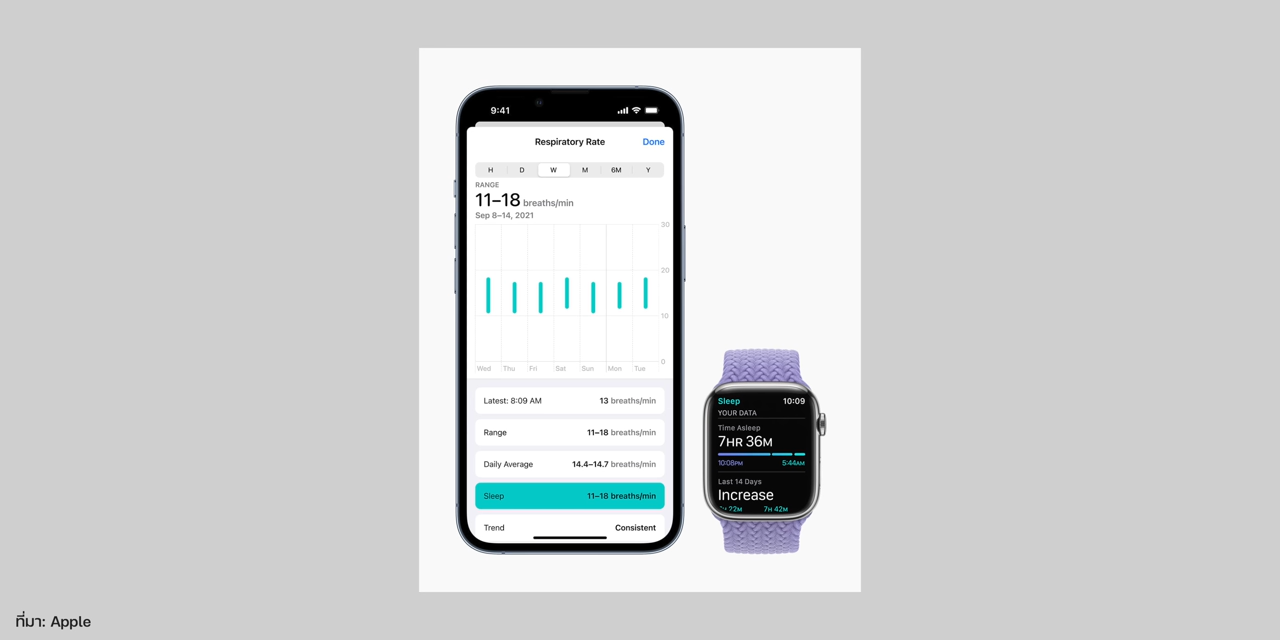 9:41
Respiratory Rate Done
H D W M 6M Y
RANGE
11–18 breaths/min
Sep 8–14, 2021
30
20
10
0
Wed Thu Fri Sat Sun Mon Tue
Latest: 8:09 AM 13 breaths/min
Range 11–18 breaths/min
Daily Average 14.4–14.7 breaths/min
Sleep 11–18 breaths/min
Trend Consistent
Sleep 10:09
YOUR DATA
Time Asleep
7HR 36M
10:08PM 5:44AM
Last 14 Days
Increase
22M 7H 42M
ที่มา: Apple